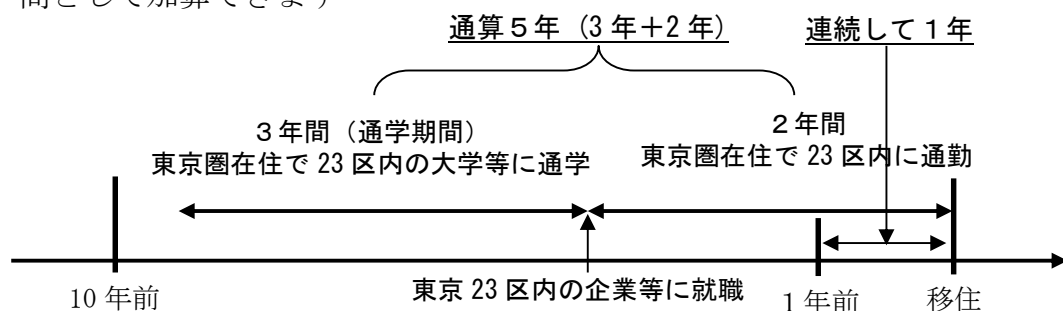 間として加算できます
通算５年（3 年＋2 年）
連続して１年
３年間（通学期間）
東京圏在住で 23 区内の大学等に通学
２年間
東京圏在住で 23 区内に通勤
10 年前
東京 23 区内の企業等に就職
１年前
移住